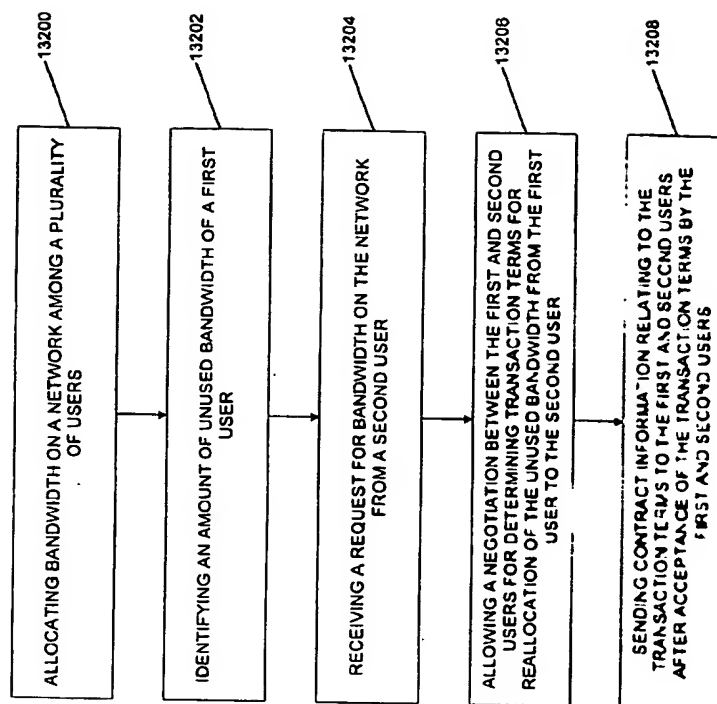 ALLOCATING BANDWIDTH ON A NETWORK AMONG A PLURALITY
OF USERS
13200
IDENTIFYING AN AMOUNT OF UNUSED BANDWIDTH OF A FIRST
USER
13202
RECEIVING A REQUEST FOR BANDWIDTH ON THE NETWORK
FROM A SECOND USER
13204
ALLOWING A NEGOTIATION BETWEEN THE FIRST AND SECOND
USERS FOR DETERMINING TRANSACTION TERMS FOR
REALLOCATION OF THE UNUSED BANDWIDTH FROM THE FIRST
USER TO THE SECOND USER
13206
SENDING CONTRACT INFORMATION RELATING TO THE
TRANSACTION TERMS TO THE FIRST AND SECOND USERS
AFTER ACCEPTANCE OF THE TRANSACTION TERMS BY THE
FIRST AND SECOND USERS
13208